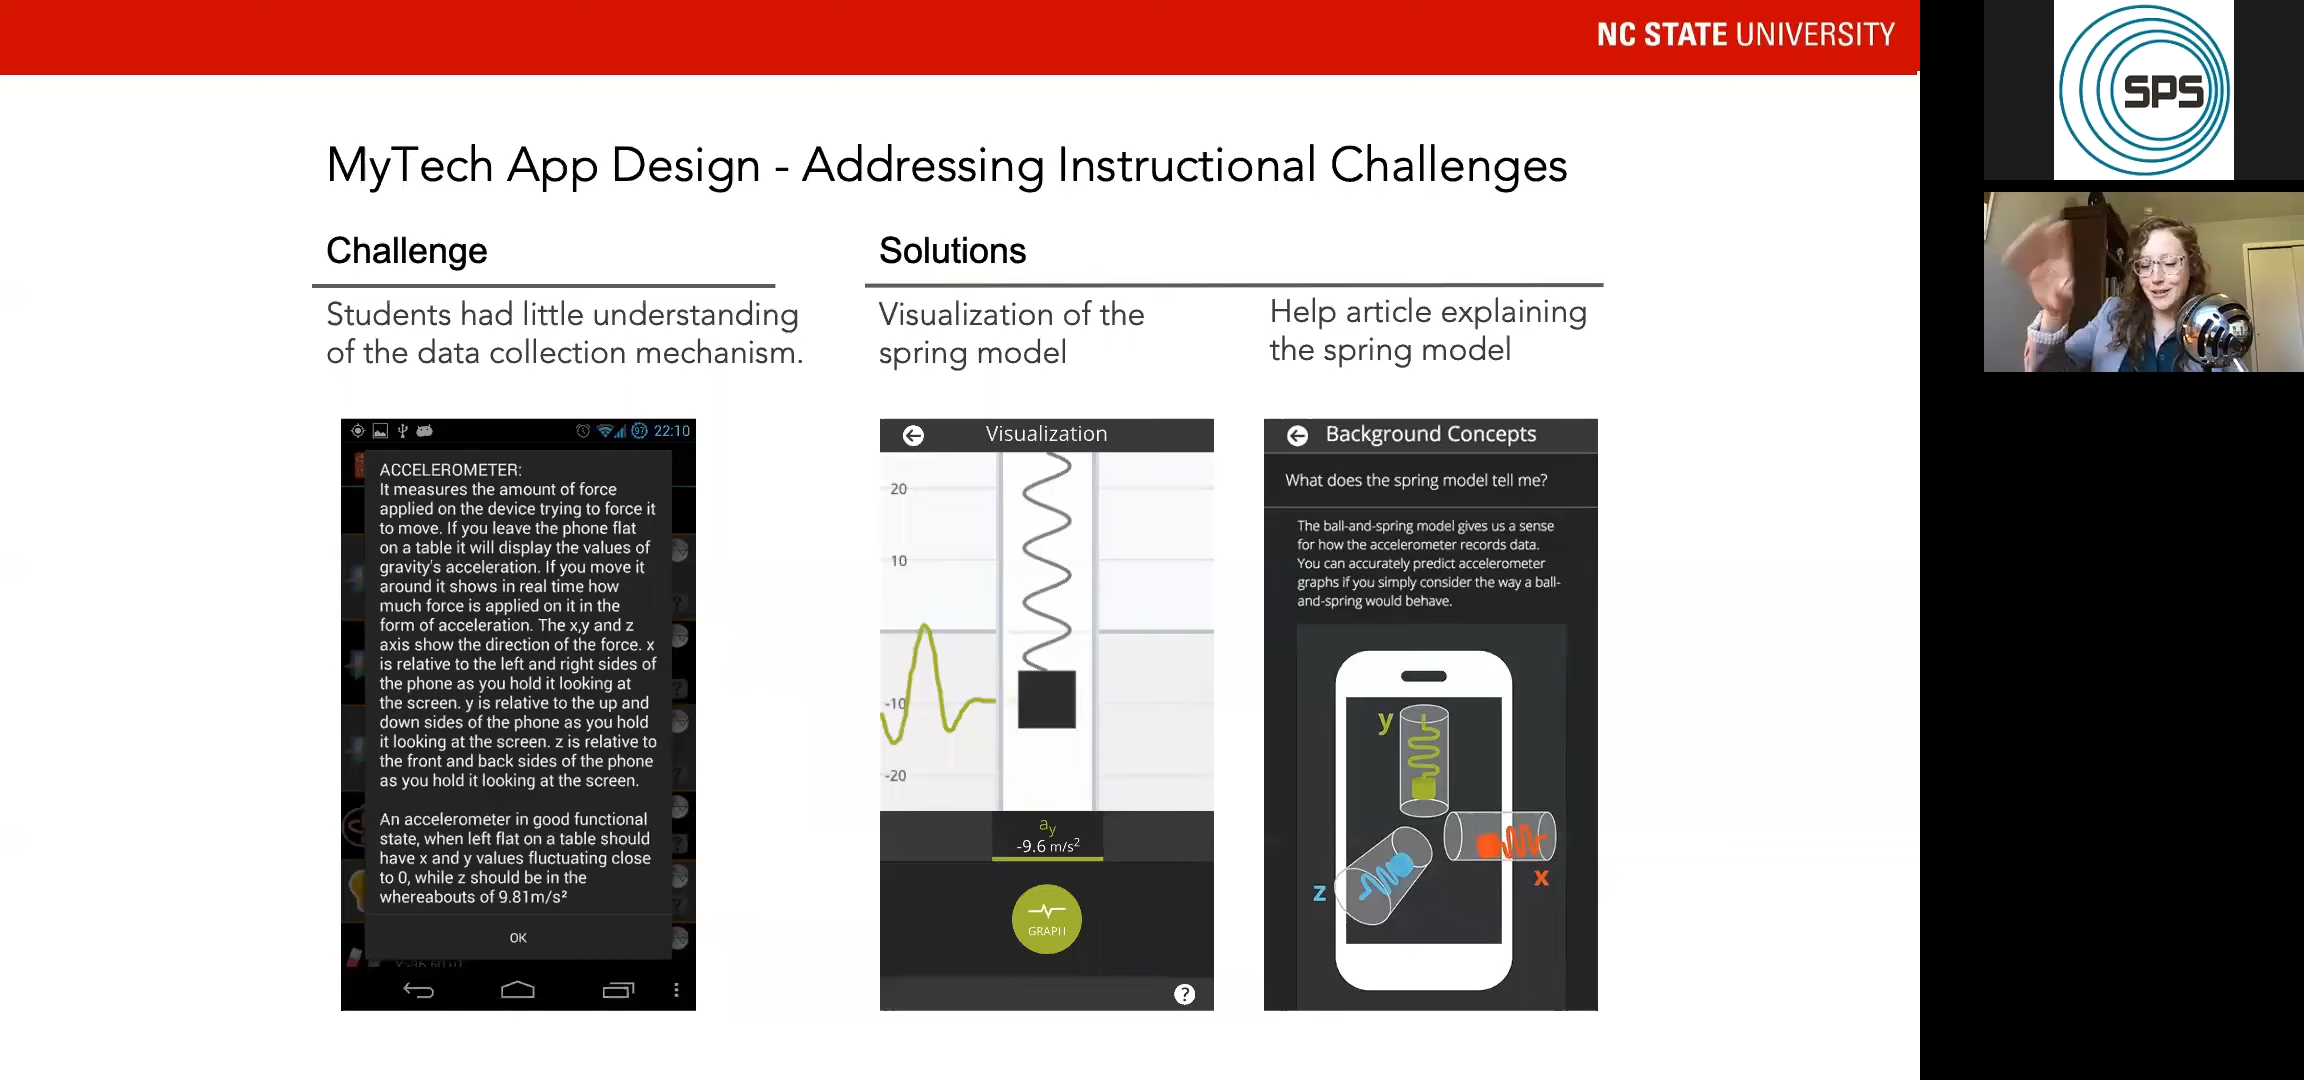 NC STATE UNIVERSITY
SPS
MyTech App Design - Addressing Instructional Challenges
Challenge
Students had little understanding
of the data collection mechanism.
Solutions
Visualization of the
spring model
Help article explaining
the spring model
97 22:10
ACCELEROMETER:
It measures the amount of force
applied on the device trying to force it
to move. If you leave the phone flat
on a table it will display the values of
gravity's acceleration. If you move it
around it shows in real time how
much force is applied on it in the
form of acceleration. The x,y and z
axis show the direction of the force. x
is relative to the left and right sides of
the phone as you hold it looking at
the screen. y is relative to the up and
down sides of the phone as you hold
it looking at the screen. z is relative to
the front and back sides of the phone
as you hold it looking at the screen.
An accelerometer in good functional
state, when left flat on a table should
have x and y values fluctuating close
to 0, while z should be in the
whereabouts of 9.81m/s²
OK
Visualization
20
10
-10
-20
ay
-9.6 m/s²
GRAPH
?
Background Concepts
What does the spring model tell me?
The ball-and-spring model gives us a sense
for how the accelerometer records data.
You can accurately predict accelerometer
graphs if you simply consider the way a ball-
and-spring would behave.
y
x
z